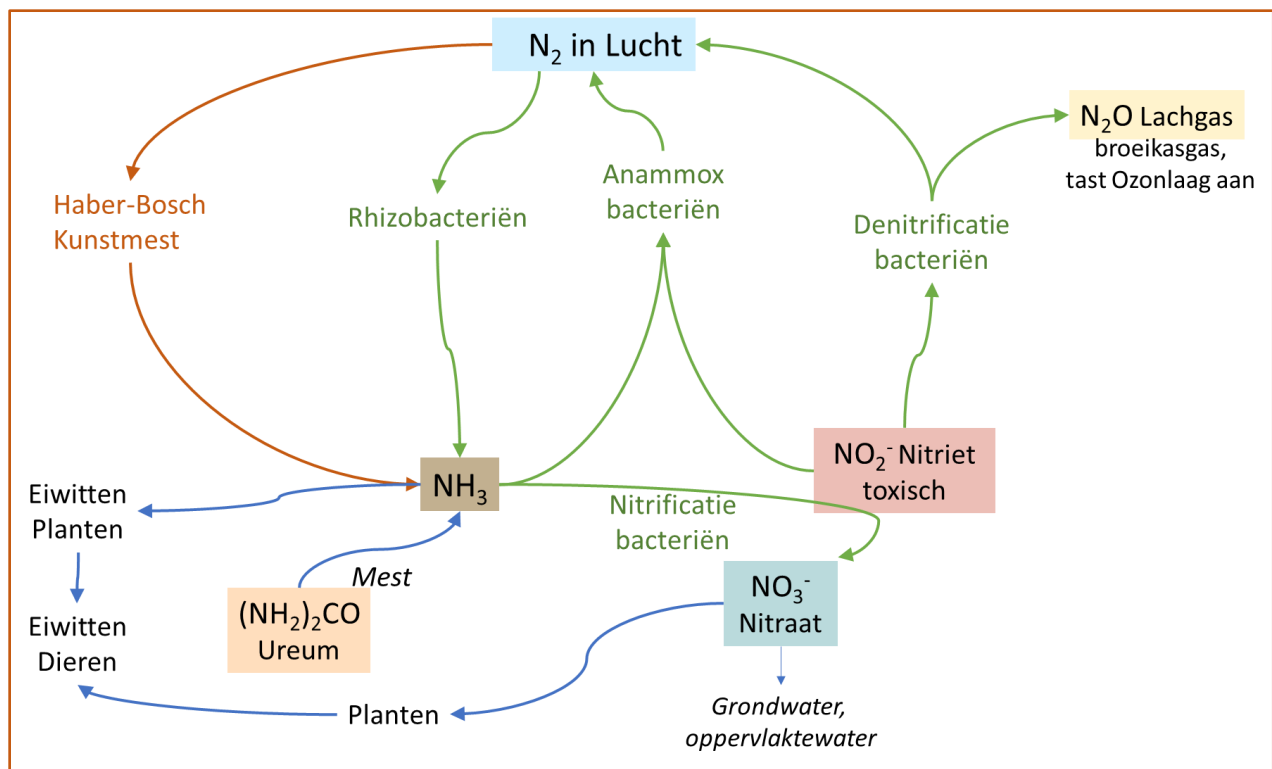 N₂ in Lucht
N₂O Lachgas
broeikasgas,
tast Ozonlaag aan
Haber-Bosch
Kunstmest
Rhizobacteriën
Anammox
bacteriën
Denitrificatie
bacteriën
NO₂⁻ Nitriet
toxisch
NH₃
Nitrificatie
bacteriën
Eiwitten
Planten
Mest
(NH₂)₂CO
Ureum
NO₃⁻
Nitraat
Eiwitten
Dieren
Planten
Grondwater,
oppervlaktewater